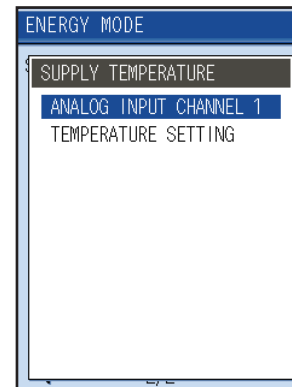 ENERGY MODE
SUPPLY TEMPERATURE
ANALOG INPUT CHANNEL 1
TEMPERATURE SETTING